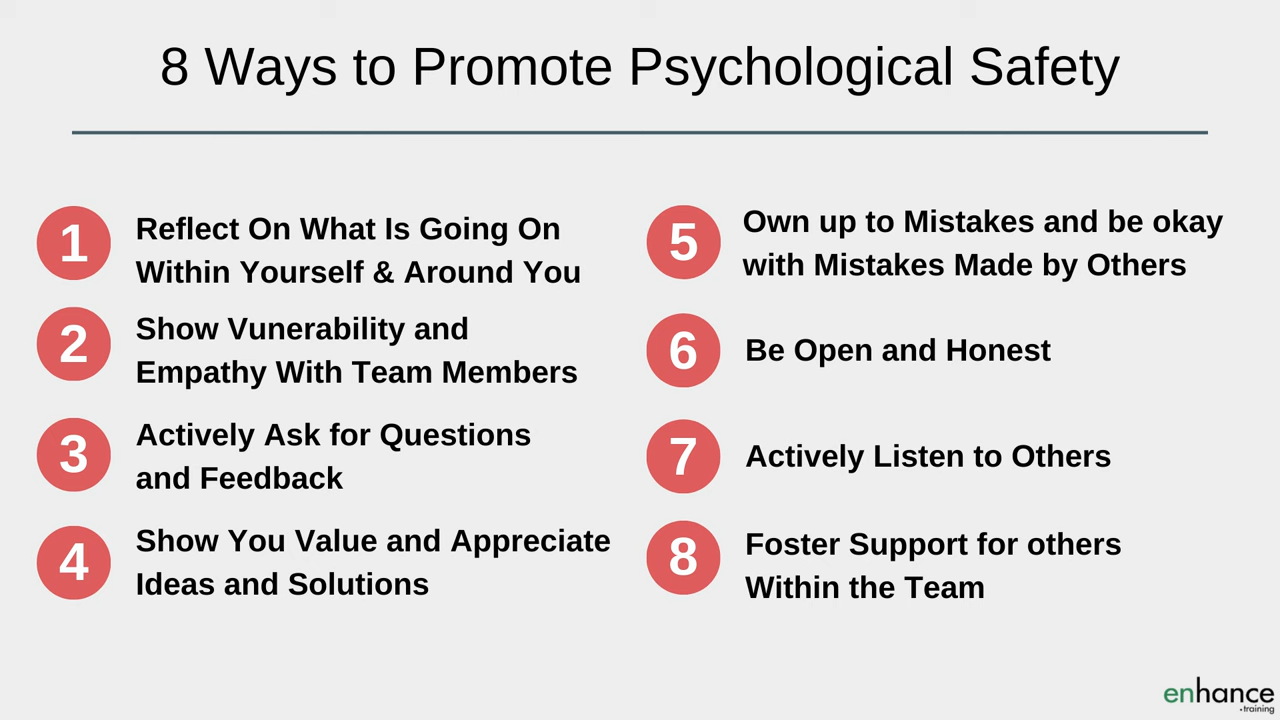 8 Ways to Promote Psychological Safety
1
Reflect On What Is Going On
Within Yourself & Around You
2
Show Vunerability and
Empathy With Team Members
3
Actively Ask for Questions
and Feedback
4
Show You Value and Appreciate
Ideas and Solutions
5
Own up to Mistakes and be okay
with Mistakes Made by Others
6
Be Open and Honest
7
Actively Listen to Others
8
Foster Support for others
Within the Team
enhance
.training